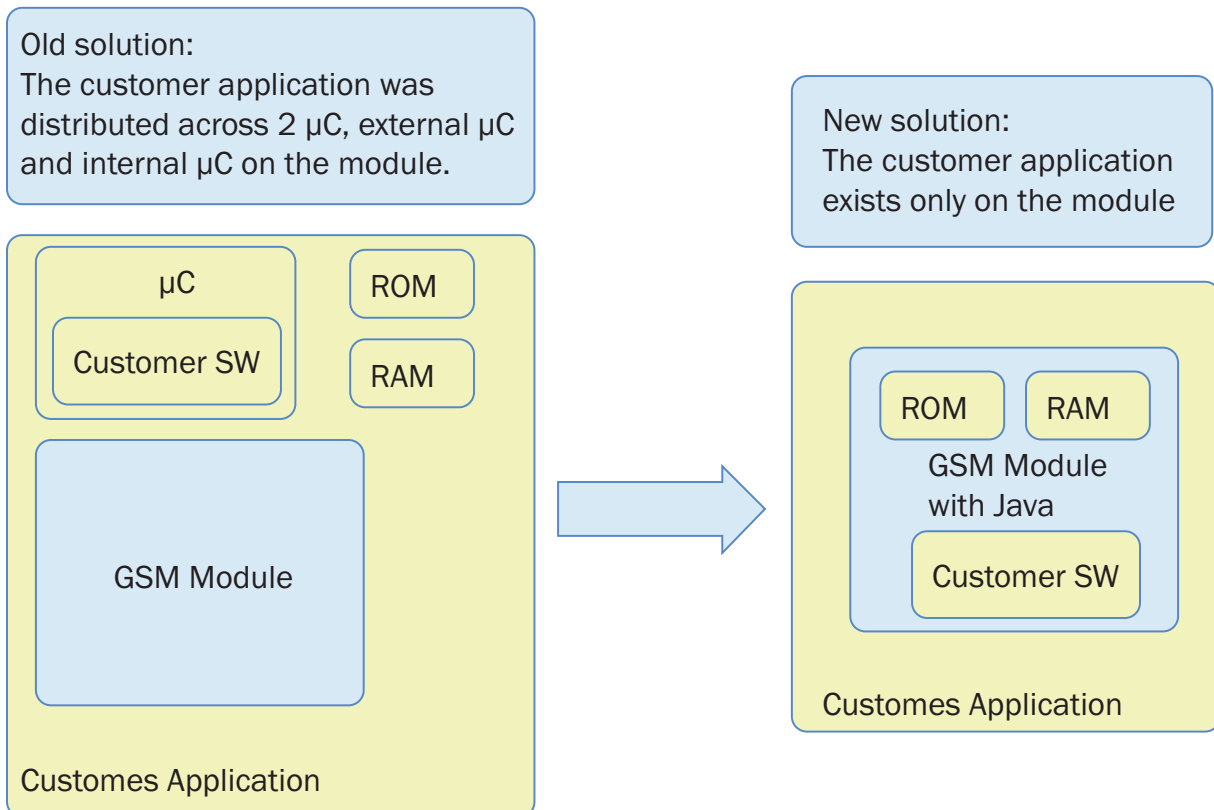 Old solution:
The customer application was
distributed across 2 µC, external µC
and internal µC on the module.
µC
Customer SW
ROM
RAM
GSM Module
Customes Application
New solution:
The customer application
exists only on the module
ROM
RAM
GSM Module
with Java
Customer SW
Customes Application